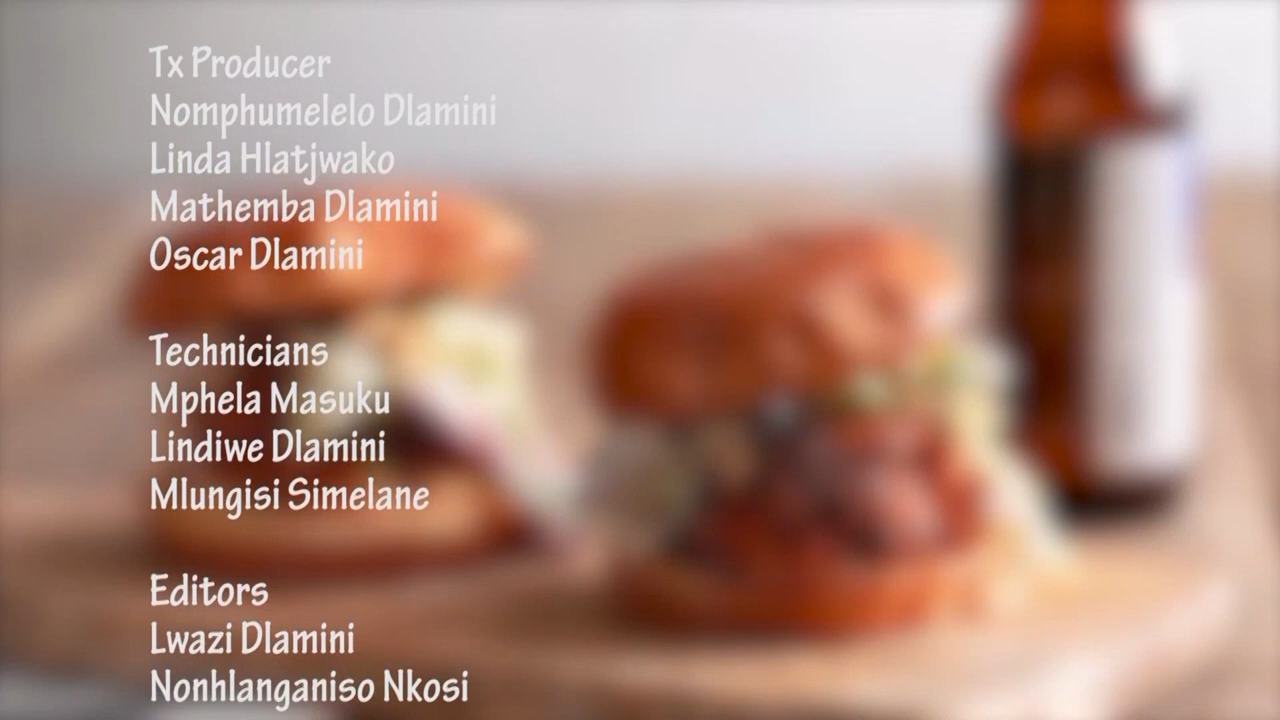 Tx Producer
Nomphumelelo Dlamini
Linda Hlatjwako
Mathemba Dlamini
Oscar Dlamini
Technicians
Mphela Masuku
Lindiwe Dlamini
Mlungisi Simelane
Editors
Lwazi Dlamini
Nonhlanganiso Nkosi